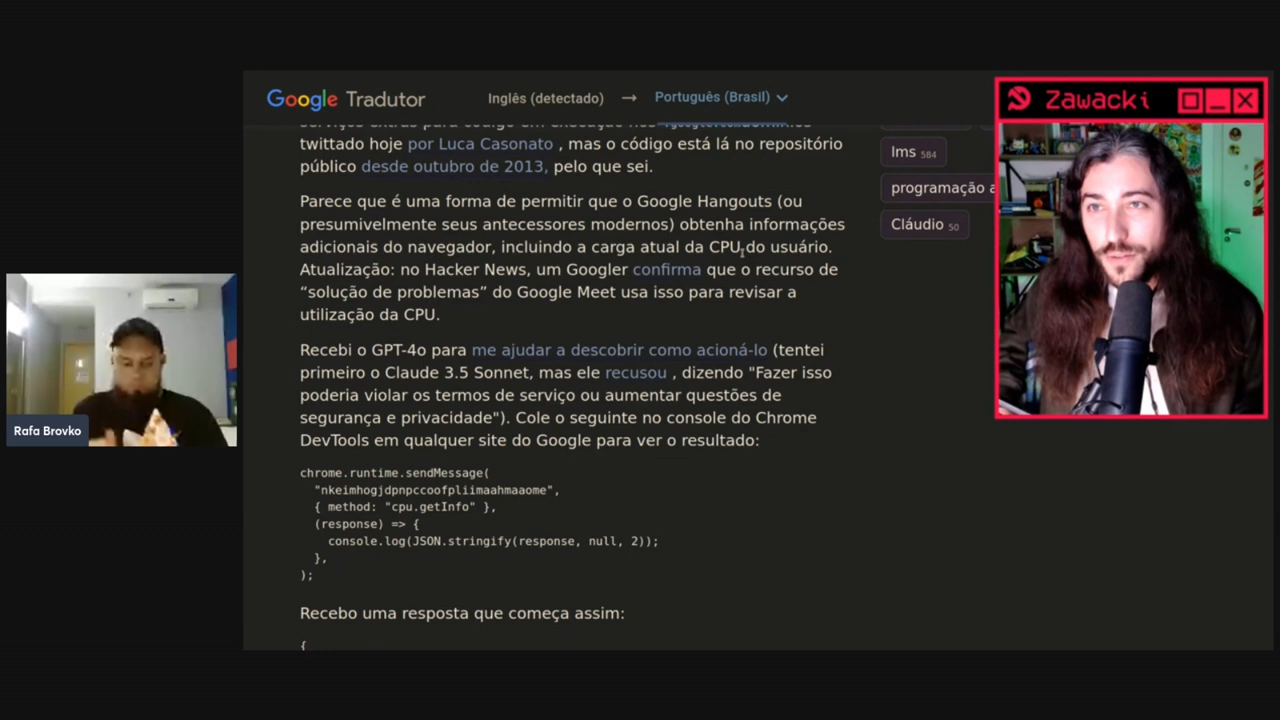 Google Tradutor
Inglês (detectado) → Português (Brasil)
Zawacki
twittado hoje por Luca Casonato , mas o código está lá no repositório
público desde outubro de 2013, pelo que sei.
Parece que é uma forma de permitir que o Google Hangouts (ou
presumivelmente seus antecessores modernos) obtenha informações
adicionais do navegador, incluindo a carga atual da CPU do usuário.
Atualização: no Hacker News, um Googler confirma que o recurso de
“solução de problemas” do Google Meet usa isso para revisar a
utilização da CPU.
Recebi o GPT-4o para me ajudar a descobrir como acioná-lo (tentei
primeiro o Claude 3.5 Sonnet, mas ele recusou , dizendo "Fazer isso
poderia violar os termos de serviço ou aumentar questões de
segurança e privacidade"). Cole o seguinte no console do Chrome
DevTools em qualquer site do Google para ver o resultado:
chrome.runtime.sendMessage(
"nkeimhogjdpnpccoofpliimaahmaaome",
{ method: "cpu.getInfo" },
(response) => {
console.log(JSON.stringify(response, null, 2));
},
);
Recebo uma resposta que começa assim:
{
lms 584
programação a
Cláudio 50
Rafa Brovko